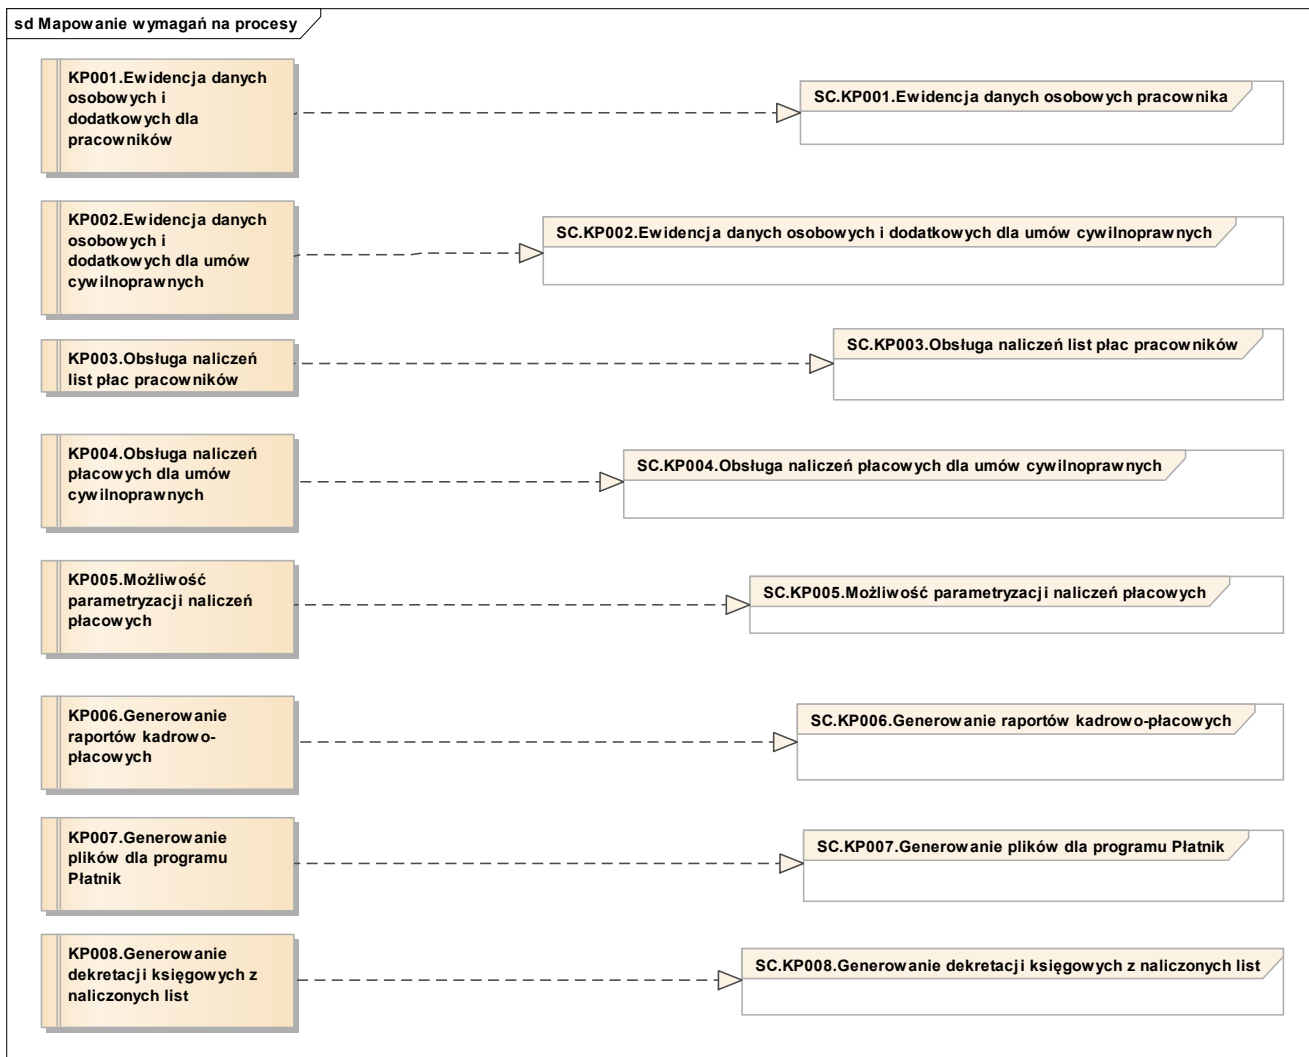 sd Mapowanie wymagań na procesy
KP001.Ewidencja danych
osobowych i
dodatkowych dla
pracowników
SC.KP001.Ewidencja danych osobowych pracownika
KP002.Ewidencja danych
osobowych i
dodatkowych dla umów
cywilnoprawnych
SC.KP002.Ewidencja danych osobowych i dodatkowych dla umów cywilnoprawnych
KP003.Obsługa naliczeń
list płac pracowników
SC.KP003.Obsługa naliczeń list płac pracowników
KP004.Obsługa naliczeń
płacowych dla umów
cywilnoprawnych
SC.KP004.Obsługa naliczeń płacowych dla umów cywilnoprawnych
KP005.Możliwość
parametryzacji naliczeń
płacowych
SC.KP005.Możliwość parametryzacji naliczeń płacowych
KP006.Generowanie
raportów kadrowo-
płacowych
SC.KP006.Generowanie raportów kadrowo-płacowych
KP007.Generowanie
plików dla programu
Płatnik
SC.KP007.Generowanie plików dla programu Płatnik
KP008.Generowanie
dekretacji księgowych z
naliczonych list
SC.KP008.Generowanie dekretacji księgowych z naliczonych list